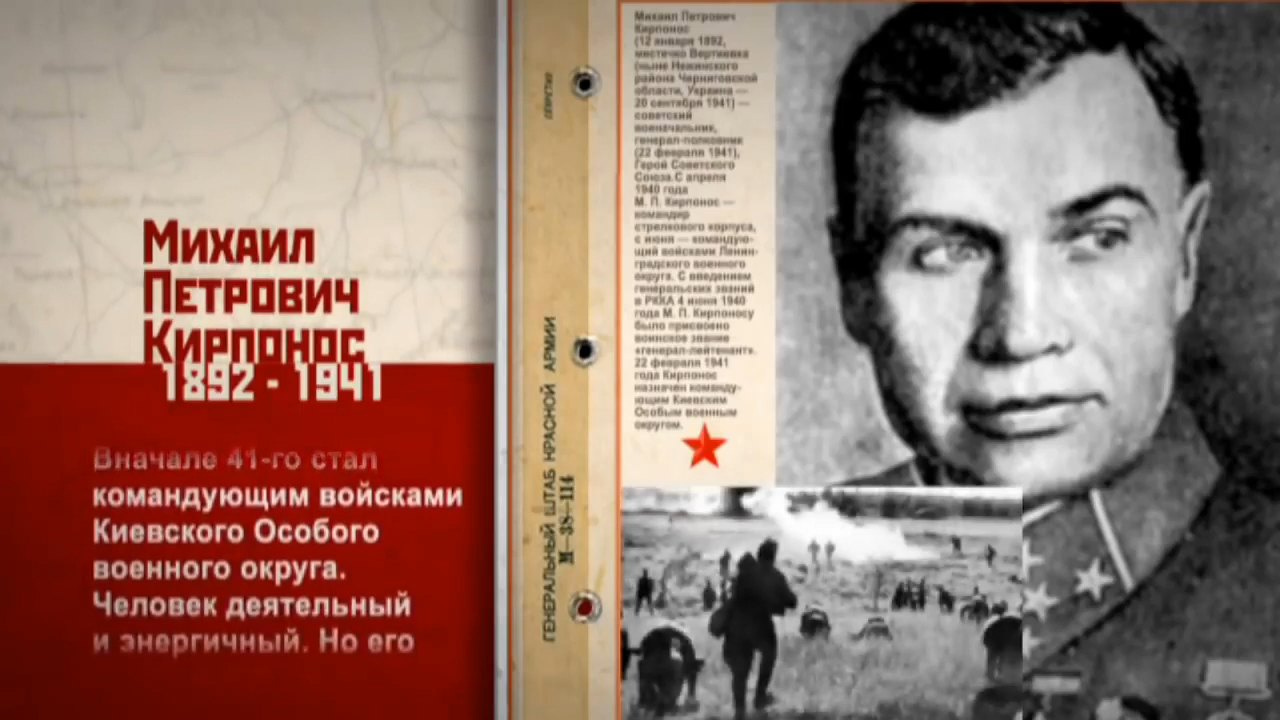 Михаил
Петрович
Кирпонос
1892 - 1941
Вначале 41-го стал
командующим войсками
Киевского Особого
военного округа.
Человек деятельный
и энергичный. Но его
ГЕНЕРАЛЬНЫЙ ШТАБ КРАСНОЙ АРМИИ
М—38—114
Михаил Петрович
Кирпонос
(12 января 1892,
местечко Вертиевка
(ныне Нежинского
района Черниговской
области, Украина —
20 сентября 1941) —
советский
военачальник,
генерал-полковник
(22 февраля 1941),
Герой Советского
Союза.С апреля
1940 года
М. П. Кирпонос —
командир
стрелкового корпуса,
с июня — командую-
щий войсками Ленин-
градского военного
округа. С введением
генеральских званий
в РККА 4 июня 1940
года М. П. Кирпоносу
было присвоено
воинское звание
«генерал-лейтенант».
22 февраля 1941
года Кирпонос
назначен команду-
ющим Киевским
Особым военным
округом.